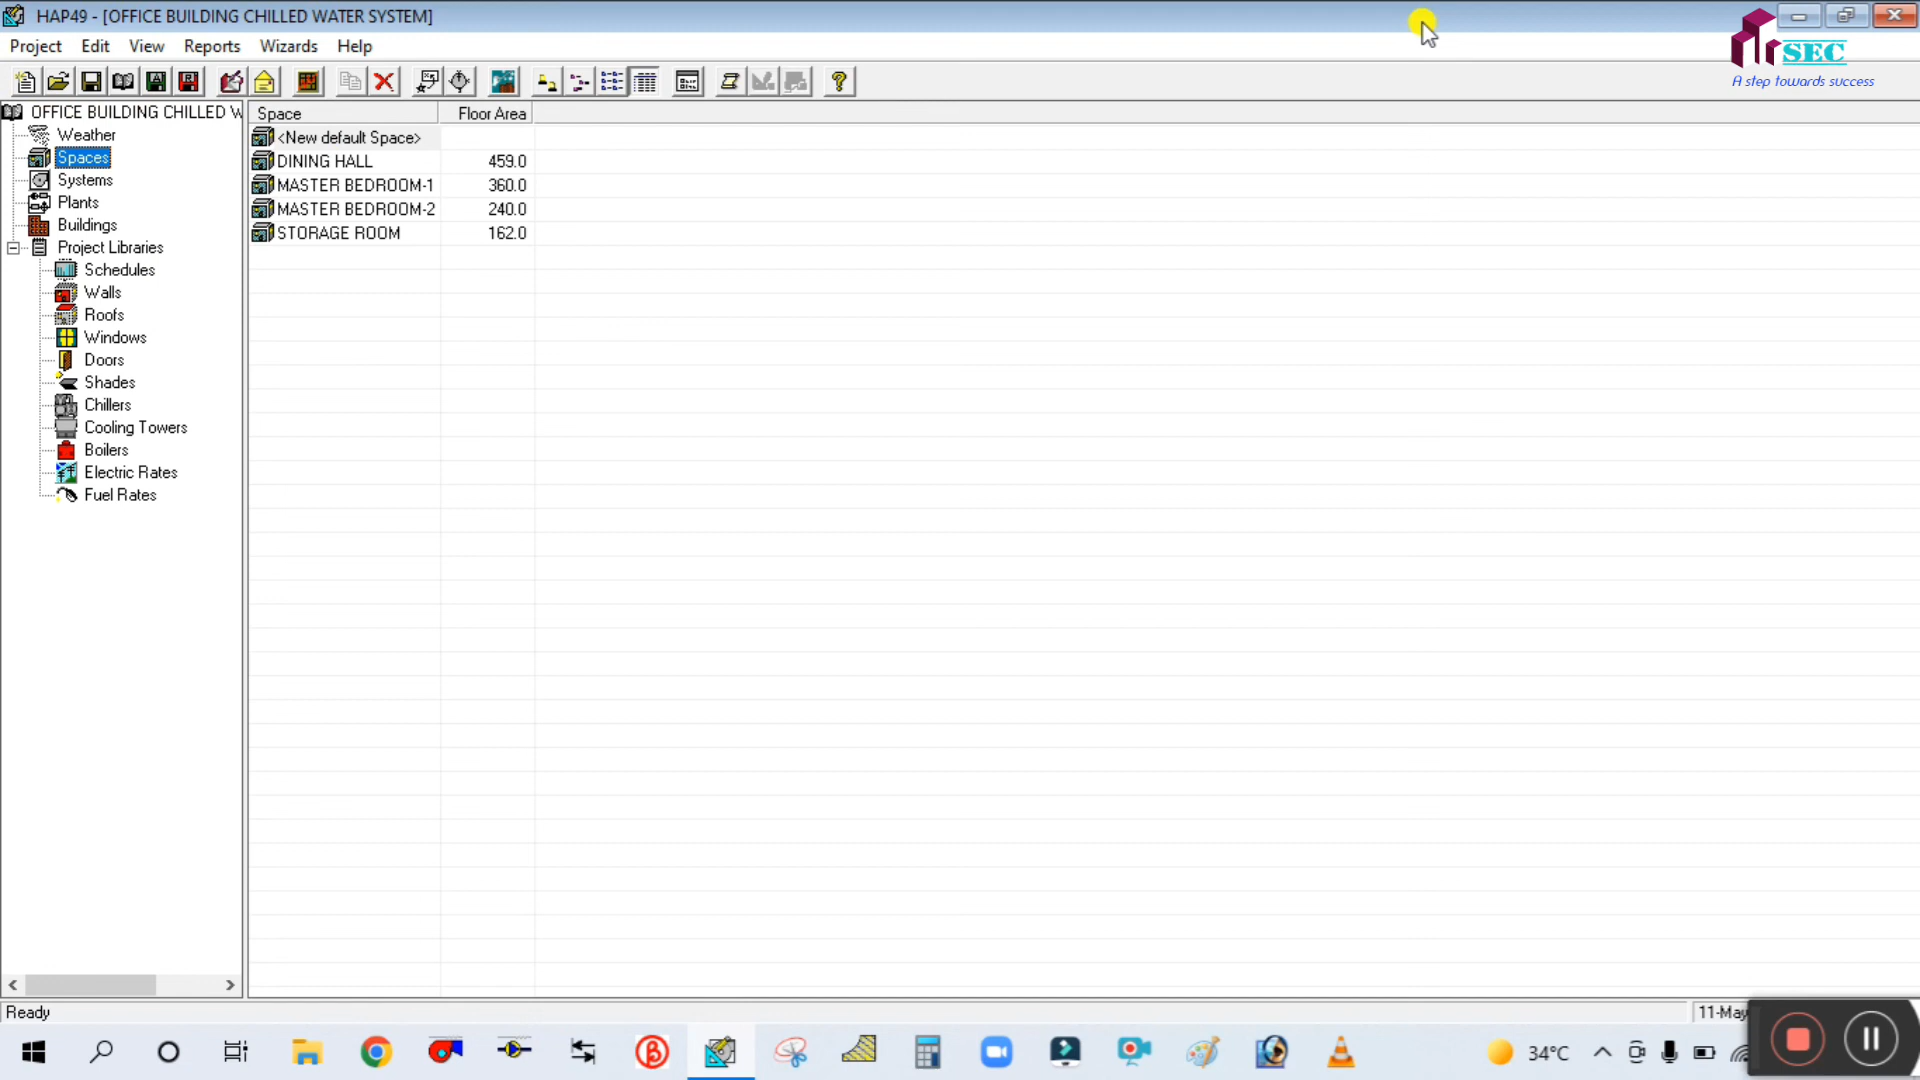 HAP49 - [OFFICE BUILDING CHILLED WATER SYSTEM]
SEC
A step towards success
Project Edit View Reports Wizards Help
OFFICE BUILDING CHILLED W
Weather
Spaces
Systems
Plants
Buildings
Project Libraries
Schedules
Walls
Roofs
Windows
Doors
Shades
Chillers
Cooling Towers
Boilers
Electric Rates
Fuel Rates
Space Floor Area
<New default Space>
DINING HALL 459.0
MASTER BEDROOM-1 360.0
MASTER BEDROOM-2 240.0
STORAGE ROOM 162.0
Ready
11-May
34°C